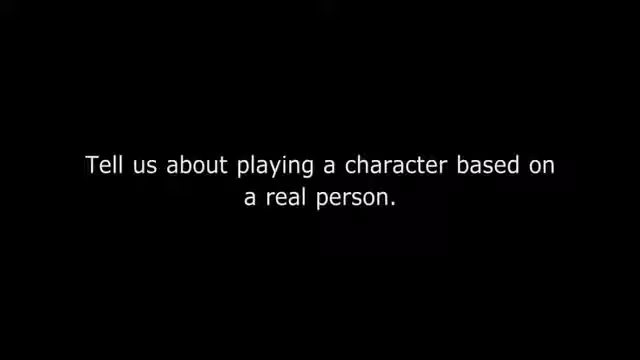 Tell us about playing a character based on
a real person.